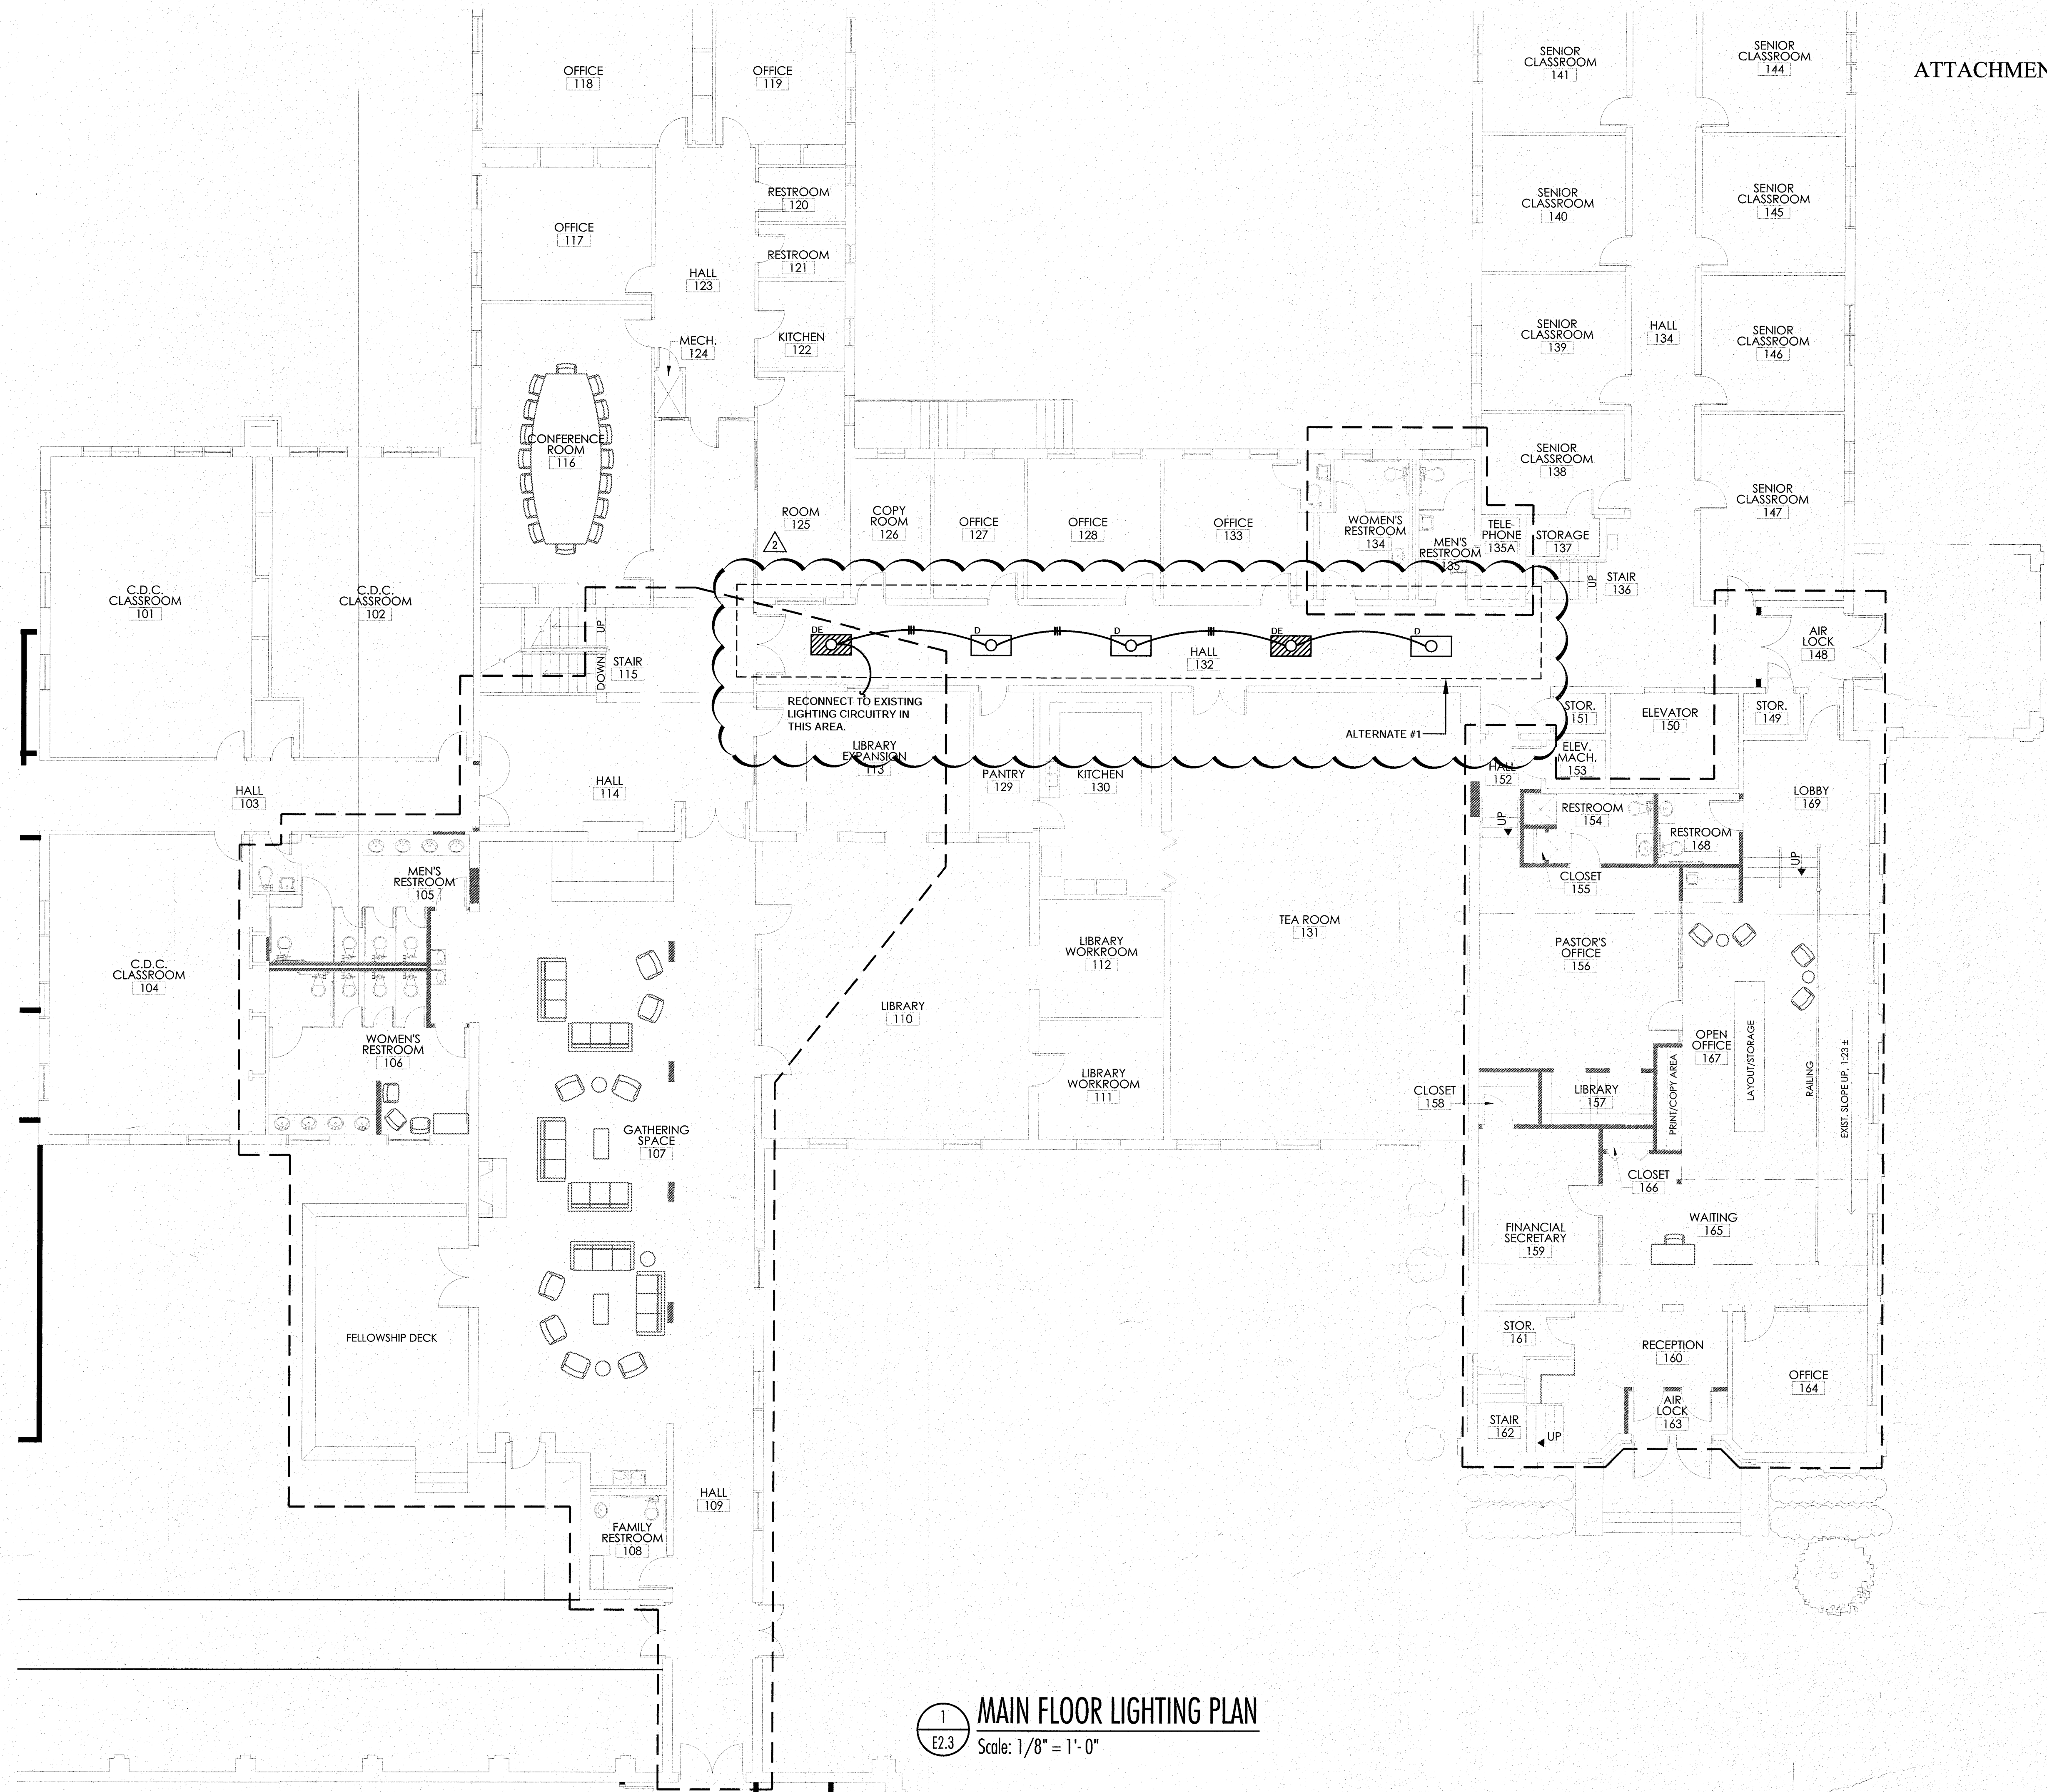 ATTACHMEN
OFFICE
118
OFFICE
119
SENIOR
CLASSROOM
141
SENIOR
CLASSROOM
144
OFFICE
117
RESTROOM
120
RESTROOM
121
HALL
123
KITCHEN
122
MECH.
124
SENIOR
CLASSROOM
140
SENIOR
CLASSROOM
145
SENIOR
CLASSROOM
139
HALL
134
SENIOR
CLASSROOM
146
CONFERENCE
ROOM
116
SENIOR
CLASSROOM
138
SENIOR
CLASSROOM
147
ROOM
125
COPY
ROOM
126
OFFICE
127
OFFICE
128
OFFICE
133
WOMEN'S
RESTROOM
134
MEN'S
RESTROOM
135
TELE-
PHONE
135A
STORAGE
137
2
UP
STAIR
136
C.D.C.
CLASSROOM
101
C.D.C.
CLASSROOM
102
UP
DOWN
STAIR
115
DE
D
D
DE
D
HALL
132
AIR
LOCK
148
RECONNECT TO EXISTING
LIGHTING CIRCUITRY IN
THIS AREA.
ALTERNATE #1
STOR.
151
ELEVATOR
150
STOR.
149
LIBRARY
EXPANSION
113
PANTRY
129
KITCHEN
130
HALL
152
ELEV.
MACH.
153
HALL
103
HALL
114
LOBBY
169
UP
RESTROOM
154
RESTROOM
168
UP
MEN'S
RESTROOM
105
CLOSET
155
TEA ROOM
131
C.D.C.
CLASSROOM
104
LIBRARY
WORKROOM
112
PASTOR'S
OFFICE
156
LIBRARY
110
WOMEN'S
RESTROOM
106
OPEN
OFFICE
167
LAYOUT/STORAGE
RAILING
EXIST. SLOPE UP, 1:23 ±
LIBRARY
WORKROOM
111
CLOSET
158
LIBRARY
157
PRINT/COPY AREA
GATHERING
SPACE
107
CLOSET
166
FINANCIAL
SECRETARY
159
WAITING
165
FELLOWSHIP DECK
STOR.
161
RECEPTION
160
OFFICE
164
STAIR
162
UP
AIR
LOCK
163
HALL
109
FAMILY
RESTROOM
108
1
E2.3
MAIN FLOOR LIGHTING PLAN
Scale: 1/8" = 1'- 0"